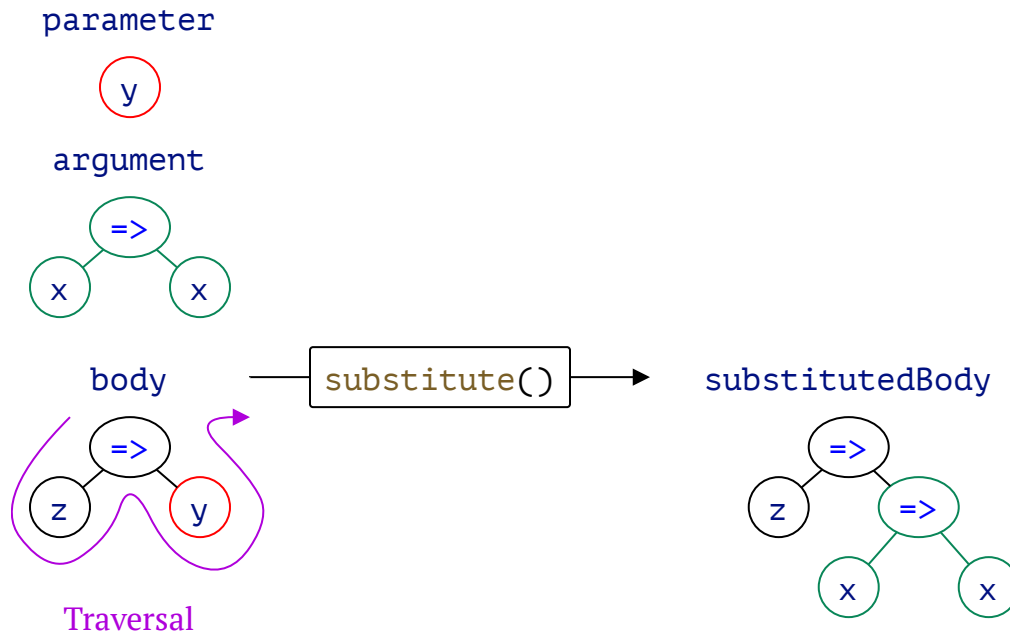 parameter
y
argument
=>
x x
body substitute() substitutedBody
=> =>
z y z =>
x x
Traversal